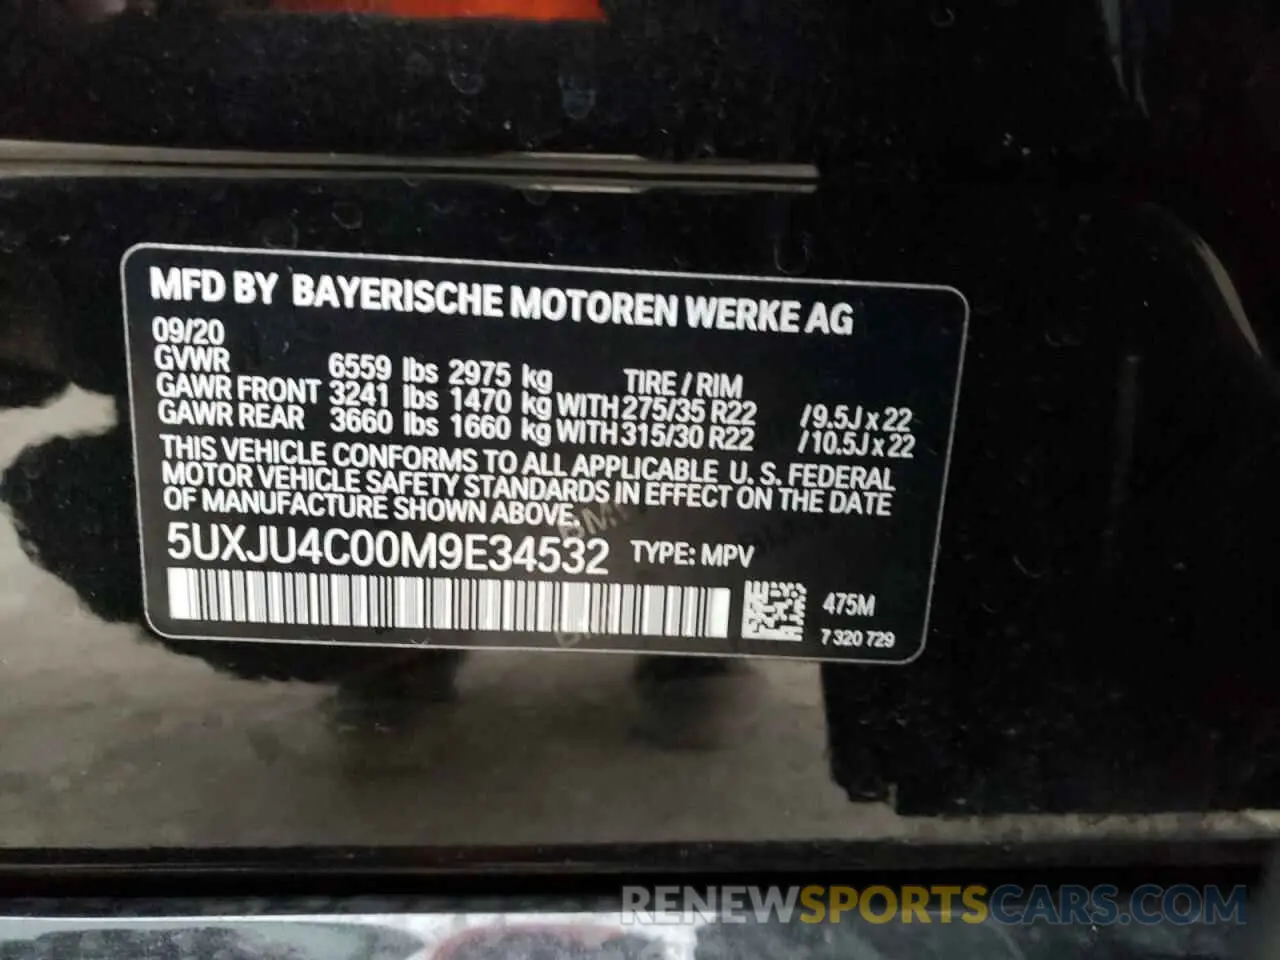 MFD BY BAYERISCHE MOTOREN WERKE AG
09/20
GVWR 6559 lbs 2975 kg TIRE / RIM
GAWR FRONT 3241 lbs 1470 kg WITH 275/35 R22 /9.5J x 22
GAWR REAR 3660 lbs 1660 kg WITH 315/30 R22 /10.5J x 22
THIS VEHICLE CONFORMS TO ALL APPLICABLE U. S. FEDERAL
MOTOR VEHICLE SAFETY STANDARDS IN EFFECT ON THE DATE
OF MANUFACTURE SHOWN ABOVE.
5UXJU4C00M9E34532 TYPE: MPV
475M
7 320 729
RENEWSPORTSCARS.COM